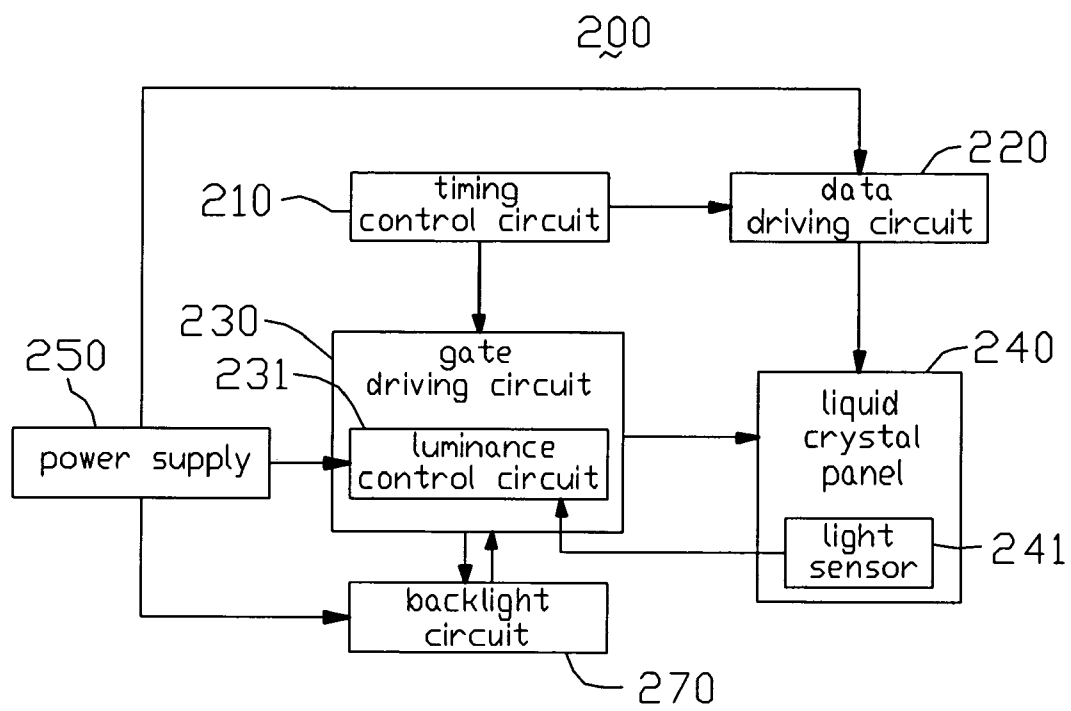 200
220
timing
control circuit
data
driving circuit
210
230
gate
driving circuit
240
250
231
liquid
crystal
panel
power supply
luminance
control circuit
light
sensor
241
backlight
circuit
270